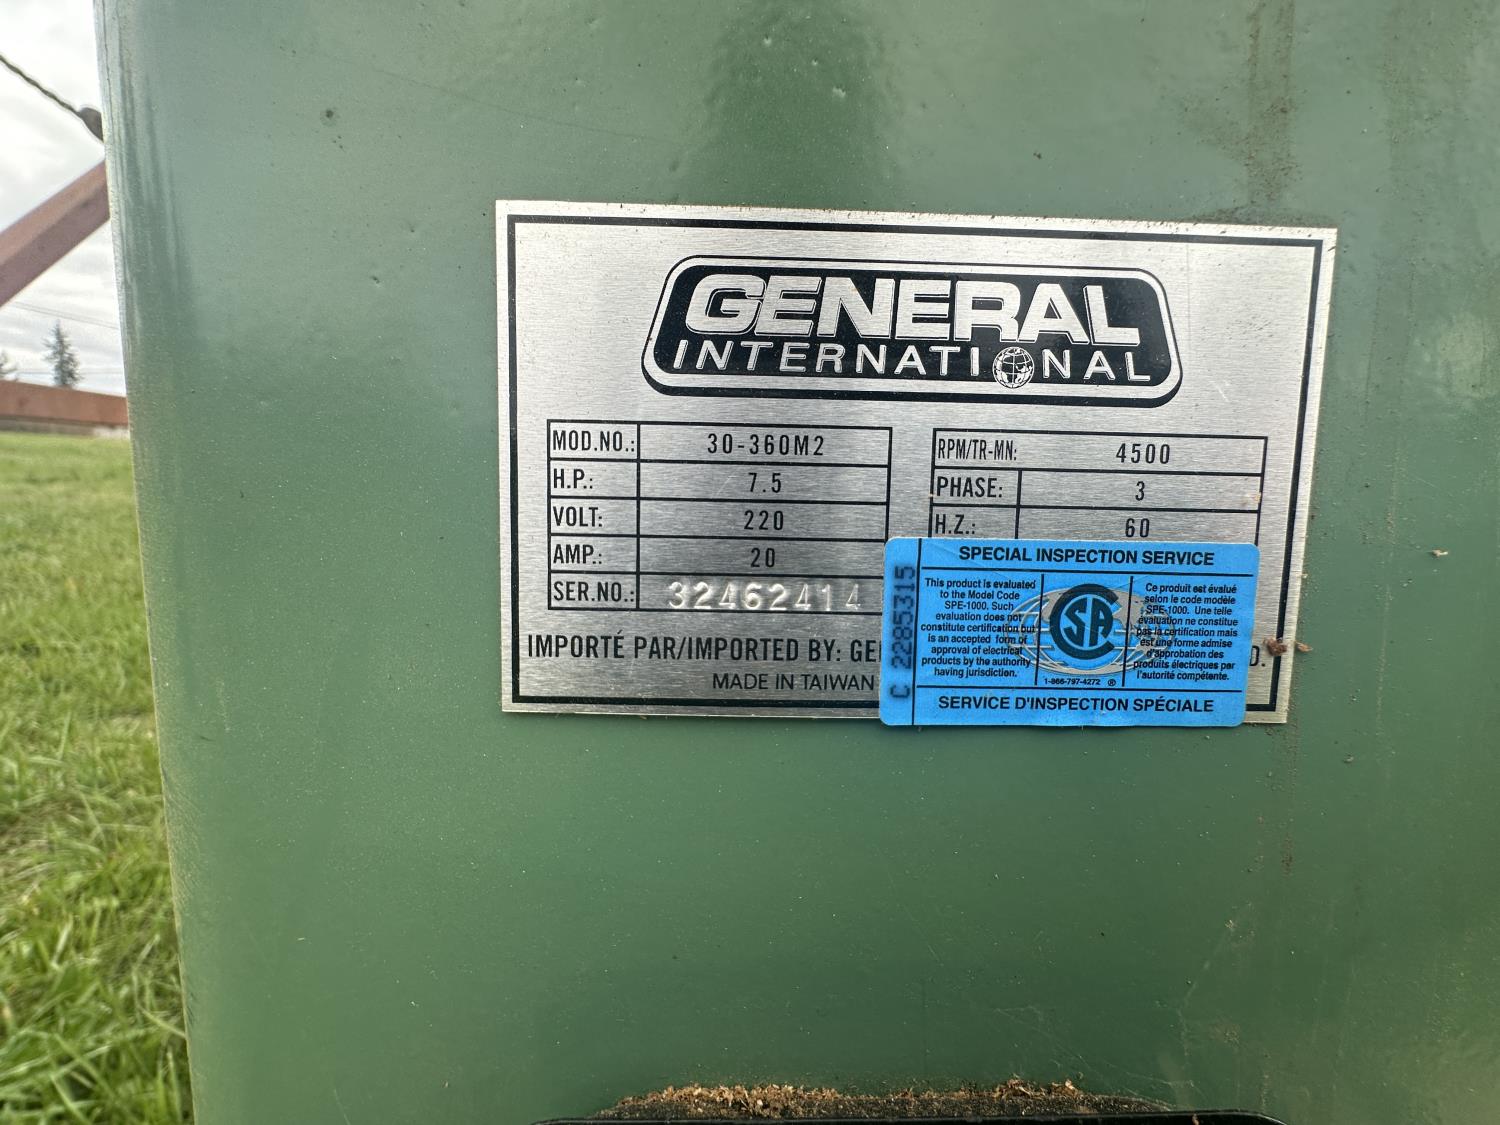 GENERAL
INTERNATIONAL
MOD.NO.: 30-360M2
H.P.: 7.5
VOLT: 220
AMP.: 20
SER.NO.: 32462414
RPM/TR-MN: 4500
PHASE: 3
H.Z.: 60
IMPORTÉ PAR/IMPORTED BY: GE
D.
MADE IN TAIWAN
SPECIAL INSPECTION SERVICE
C 2285315
This product is evaluated
to the Model Code
SPE-1000. Such
evaluation does not
constitute certification but
is an accepted form of
approval of electrical
products by the authority
having jurisdiction.
CSA
1-866-797-4272 ®
Ce produit est évalué
selon le code modèle
SPE-1000. Une telle
évaluation ne constitue
pas la certification mais
est une forme admise
d'approbation des
produits électriques par
l'autorité compétente.
SERVICE D'INSPECTION SPÉCIALE